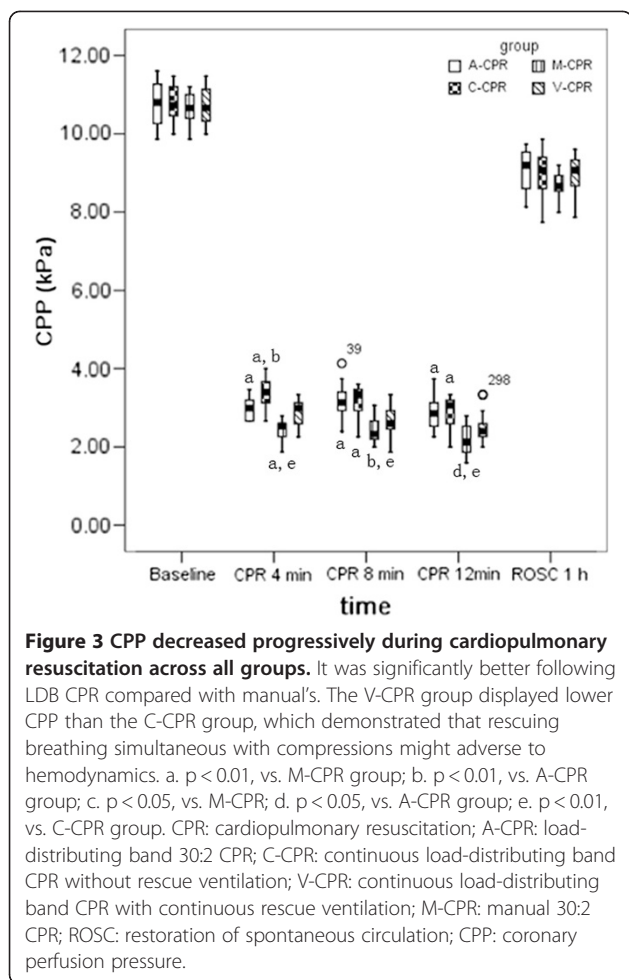 group
A-CPR M-CPR
C-CPR V-CPR
12.00
10.00
8.00
6.00
4.00
2.00
0.00
CPP (kPa)
a, b
a
a, e
39
a
a
b, e
a
a
298
d, e
Baseline CPR 4 min CPR 8 min CPR 12min ROSC 1 h
time
Figure 3 CPP decreased progressively during cardiopulmonary
resuscitation across all groups. It was significantly better following
LDB CPR compared with manual's. The V-CPR group displayed lower
CPP than the C-CPR group, which demonstrated that rescuing
breathing simultaneous with compressions might adverse to
hemodynamics. a. p < 0.01, vs. M-CPR group; b. p < 0.01, vs. A-CPR
group; c. p < 0.05, vs. M-CPR; d. p < 0.05, vs. A-CPR group; e. p < 0.01,
vs. C-CPR group. CPR: cardiopulmonary resuscitation; A-CPR: load-
distributing band 30:2 CPR; C-CPR: continuous load-distributing band
CPR without rescue ventilation; V-CPR: continuous load-distributing
band CPR with continuous rescue ventilation; M-CPR: manual 30:2
CPR; ROSC: restoration of spontaneous circulation; CPP: coronary
perfusion pressure.